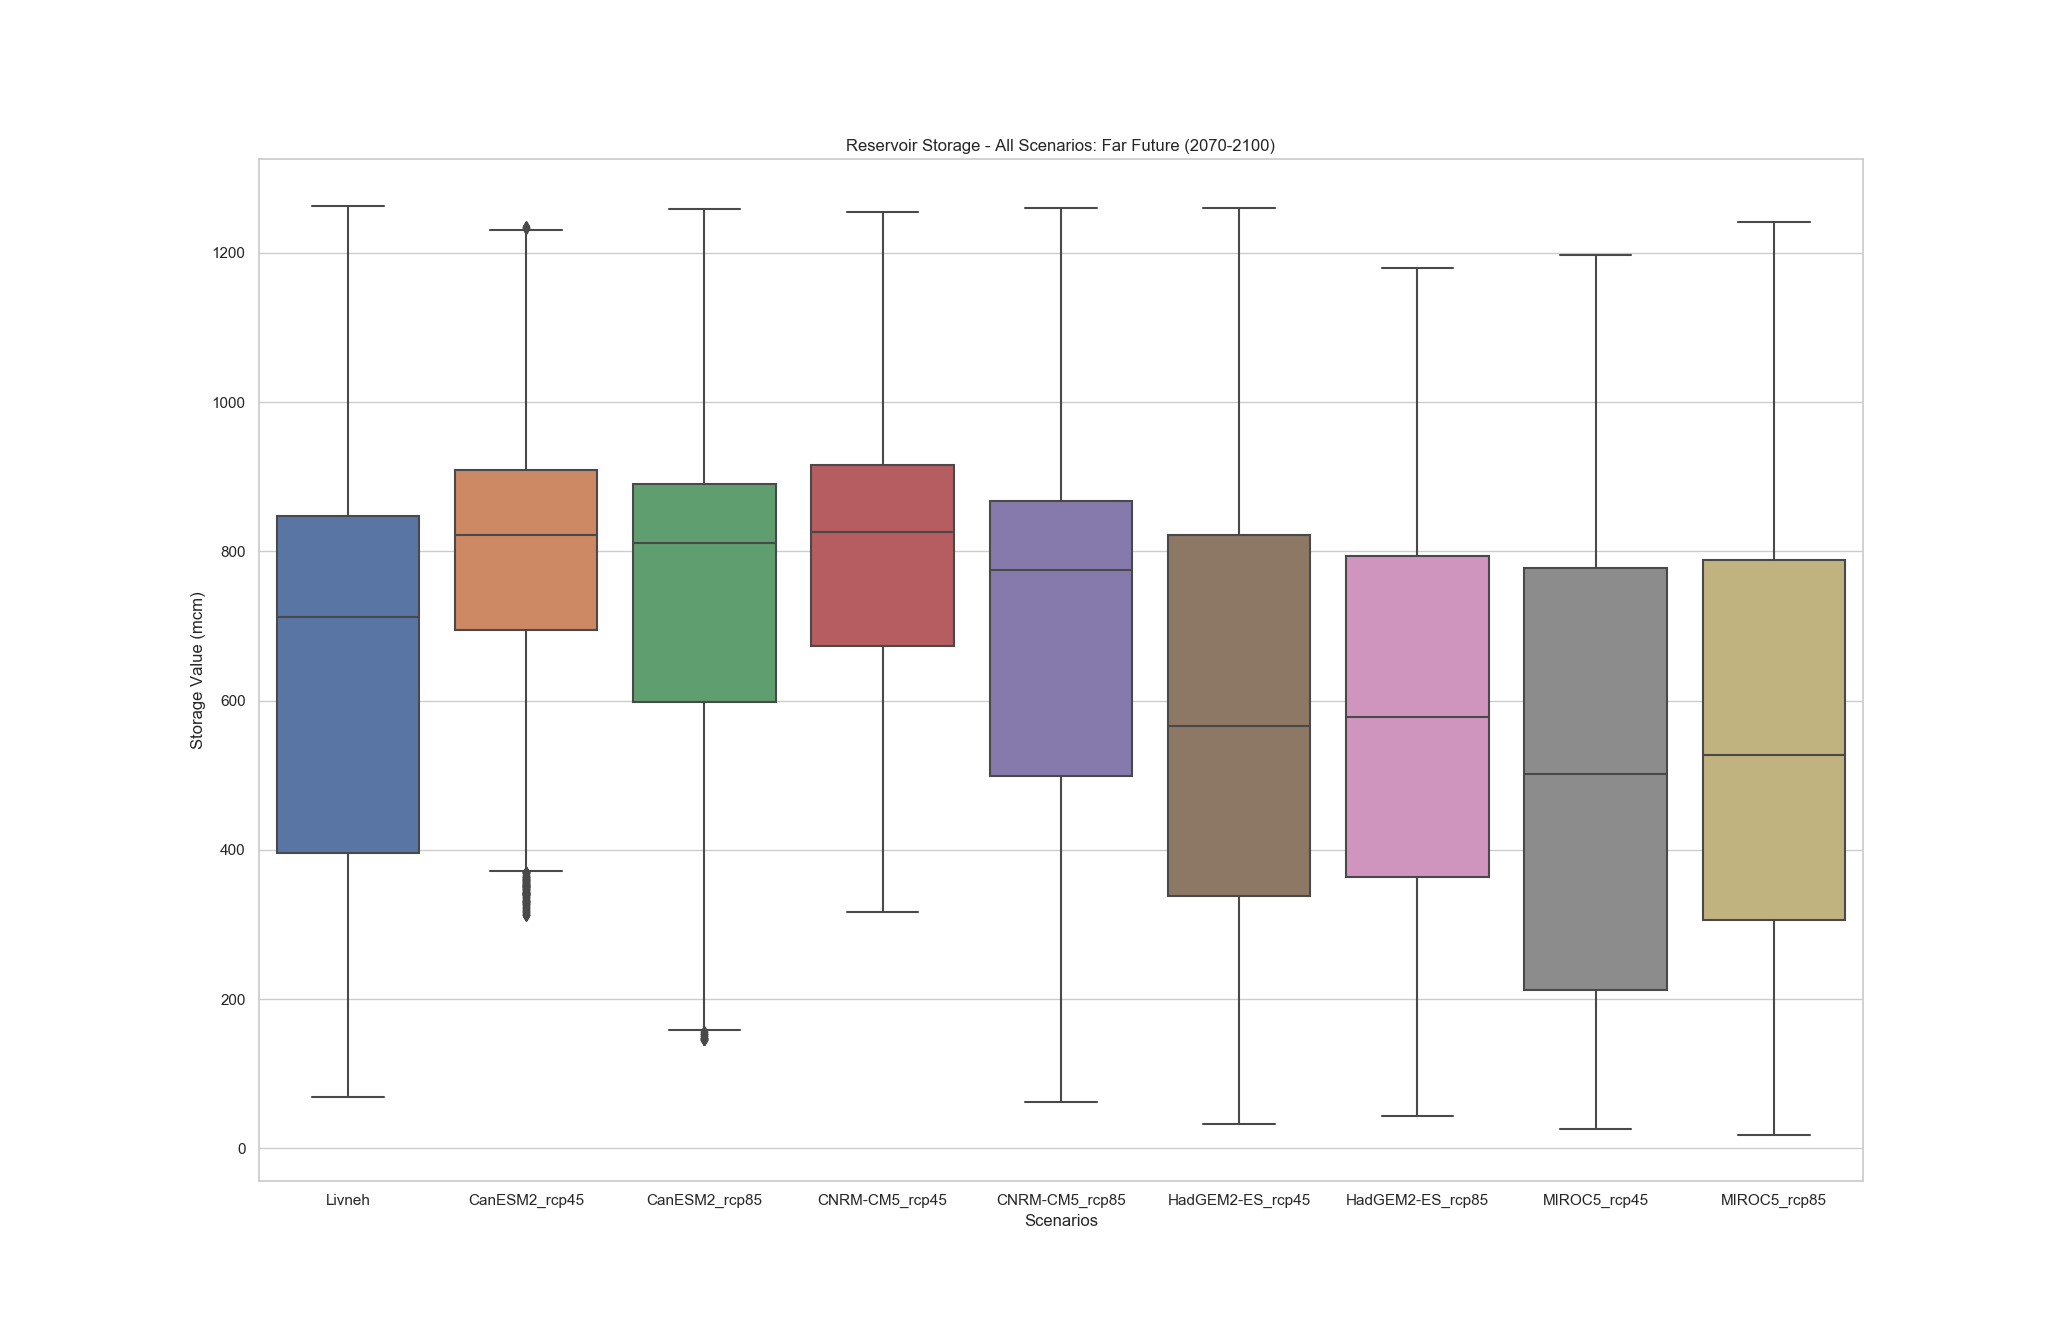 Reservoir Storage - All Scenarios: Far Future (2070-2100)
Storage Value (mcm)
1200
1000
800
600
400
200
0
Livneh CanESM2_rcp45 CanESM2_rcp85 CNRM-CM5_rcp45 CNRM-CM5_rcp85 HadGEM2-ES_rcp45 HadGEM2-ES_rcp85 MIROC5_rcp45 MIROC5_rcp85
Scenarios